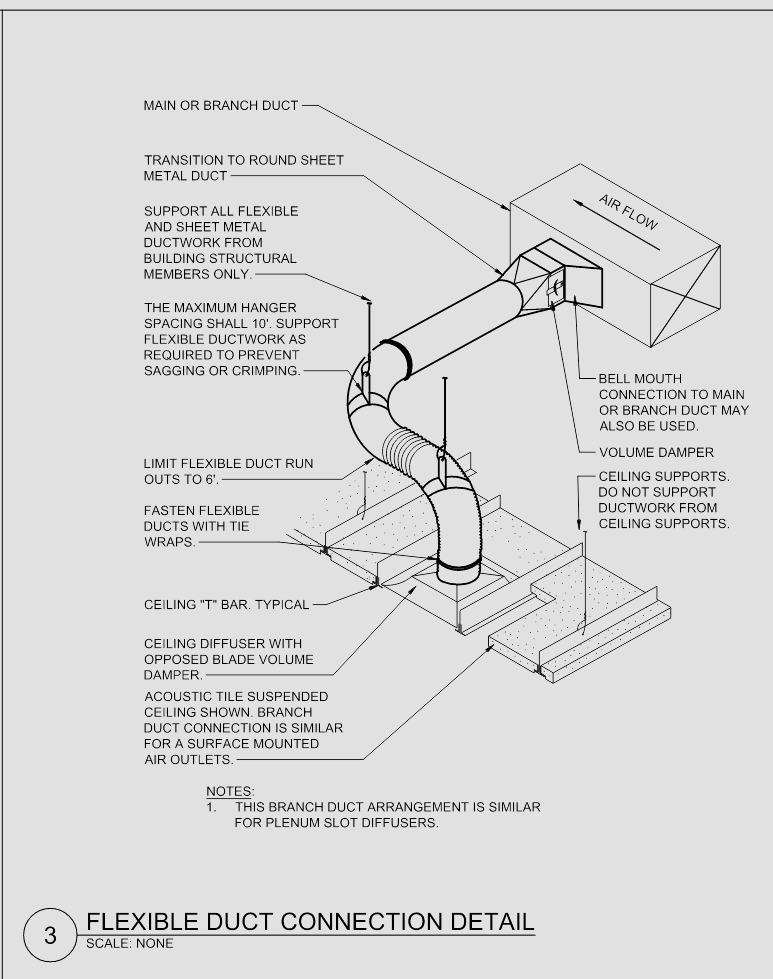 MAIN OR BRANCH DUCT
TRANSITION TO ROUND SHEET
METAL DUCT
SUPPORT ALL FLEXIBLE
AND SHEET METAL
DUCTWORK FROM
BUILDING STRUCTURAL
MEMBERS ONLY.
THE MAXIMUM HANGER
SPACING SHALL 10'. SUPPORT
FLEXIBLE DUCTWORK AS
REQUIRED TO PREVENT
SAGGING OR CRIMPING.
LIMIT FLEXIBLE DUCT RUN
OUTS TO 6'.
FASTEN FLEXIBLE
DUCTS WITH TIE
WRAPS.
CEILING "T" BAR. TYPICAL
CEILING DIFFUSER WITH
OPPOSED BLADE VOLUME
DAMPER.
ACOUSTIC TILE SUSPENDED
CEILING SHOWN. BRANCH
DUCT CONNECTION IS SIMILAR
FOR A SURFACE MOUNTED
AIR OUTLETS.
AIR FLOW
BELL MOUTH
CONNECTION TO MAIN
OR BRANCH DUCT MAY
ALSO BE USED.
VOLUME DAMPER
CEILING SUPPORTS.
DO NOT SUPPORT
DUCTWORK FROM
CEILING SUPPORTS.
NOTES:
1. THIS BRANCH DUCT ARRANGEMENT IS SIMILAR
FOR PLENUM SLOT DIFFUSERS.
3
FLEXIBLE DUCT CONNECTION DETAIL
SCALE: NONE